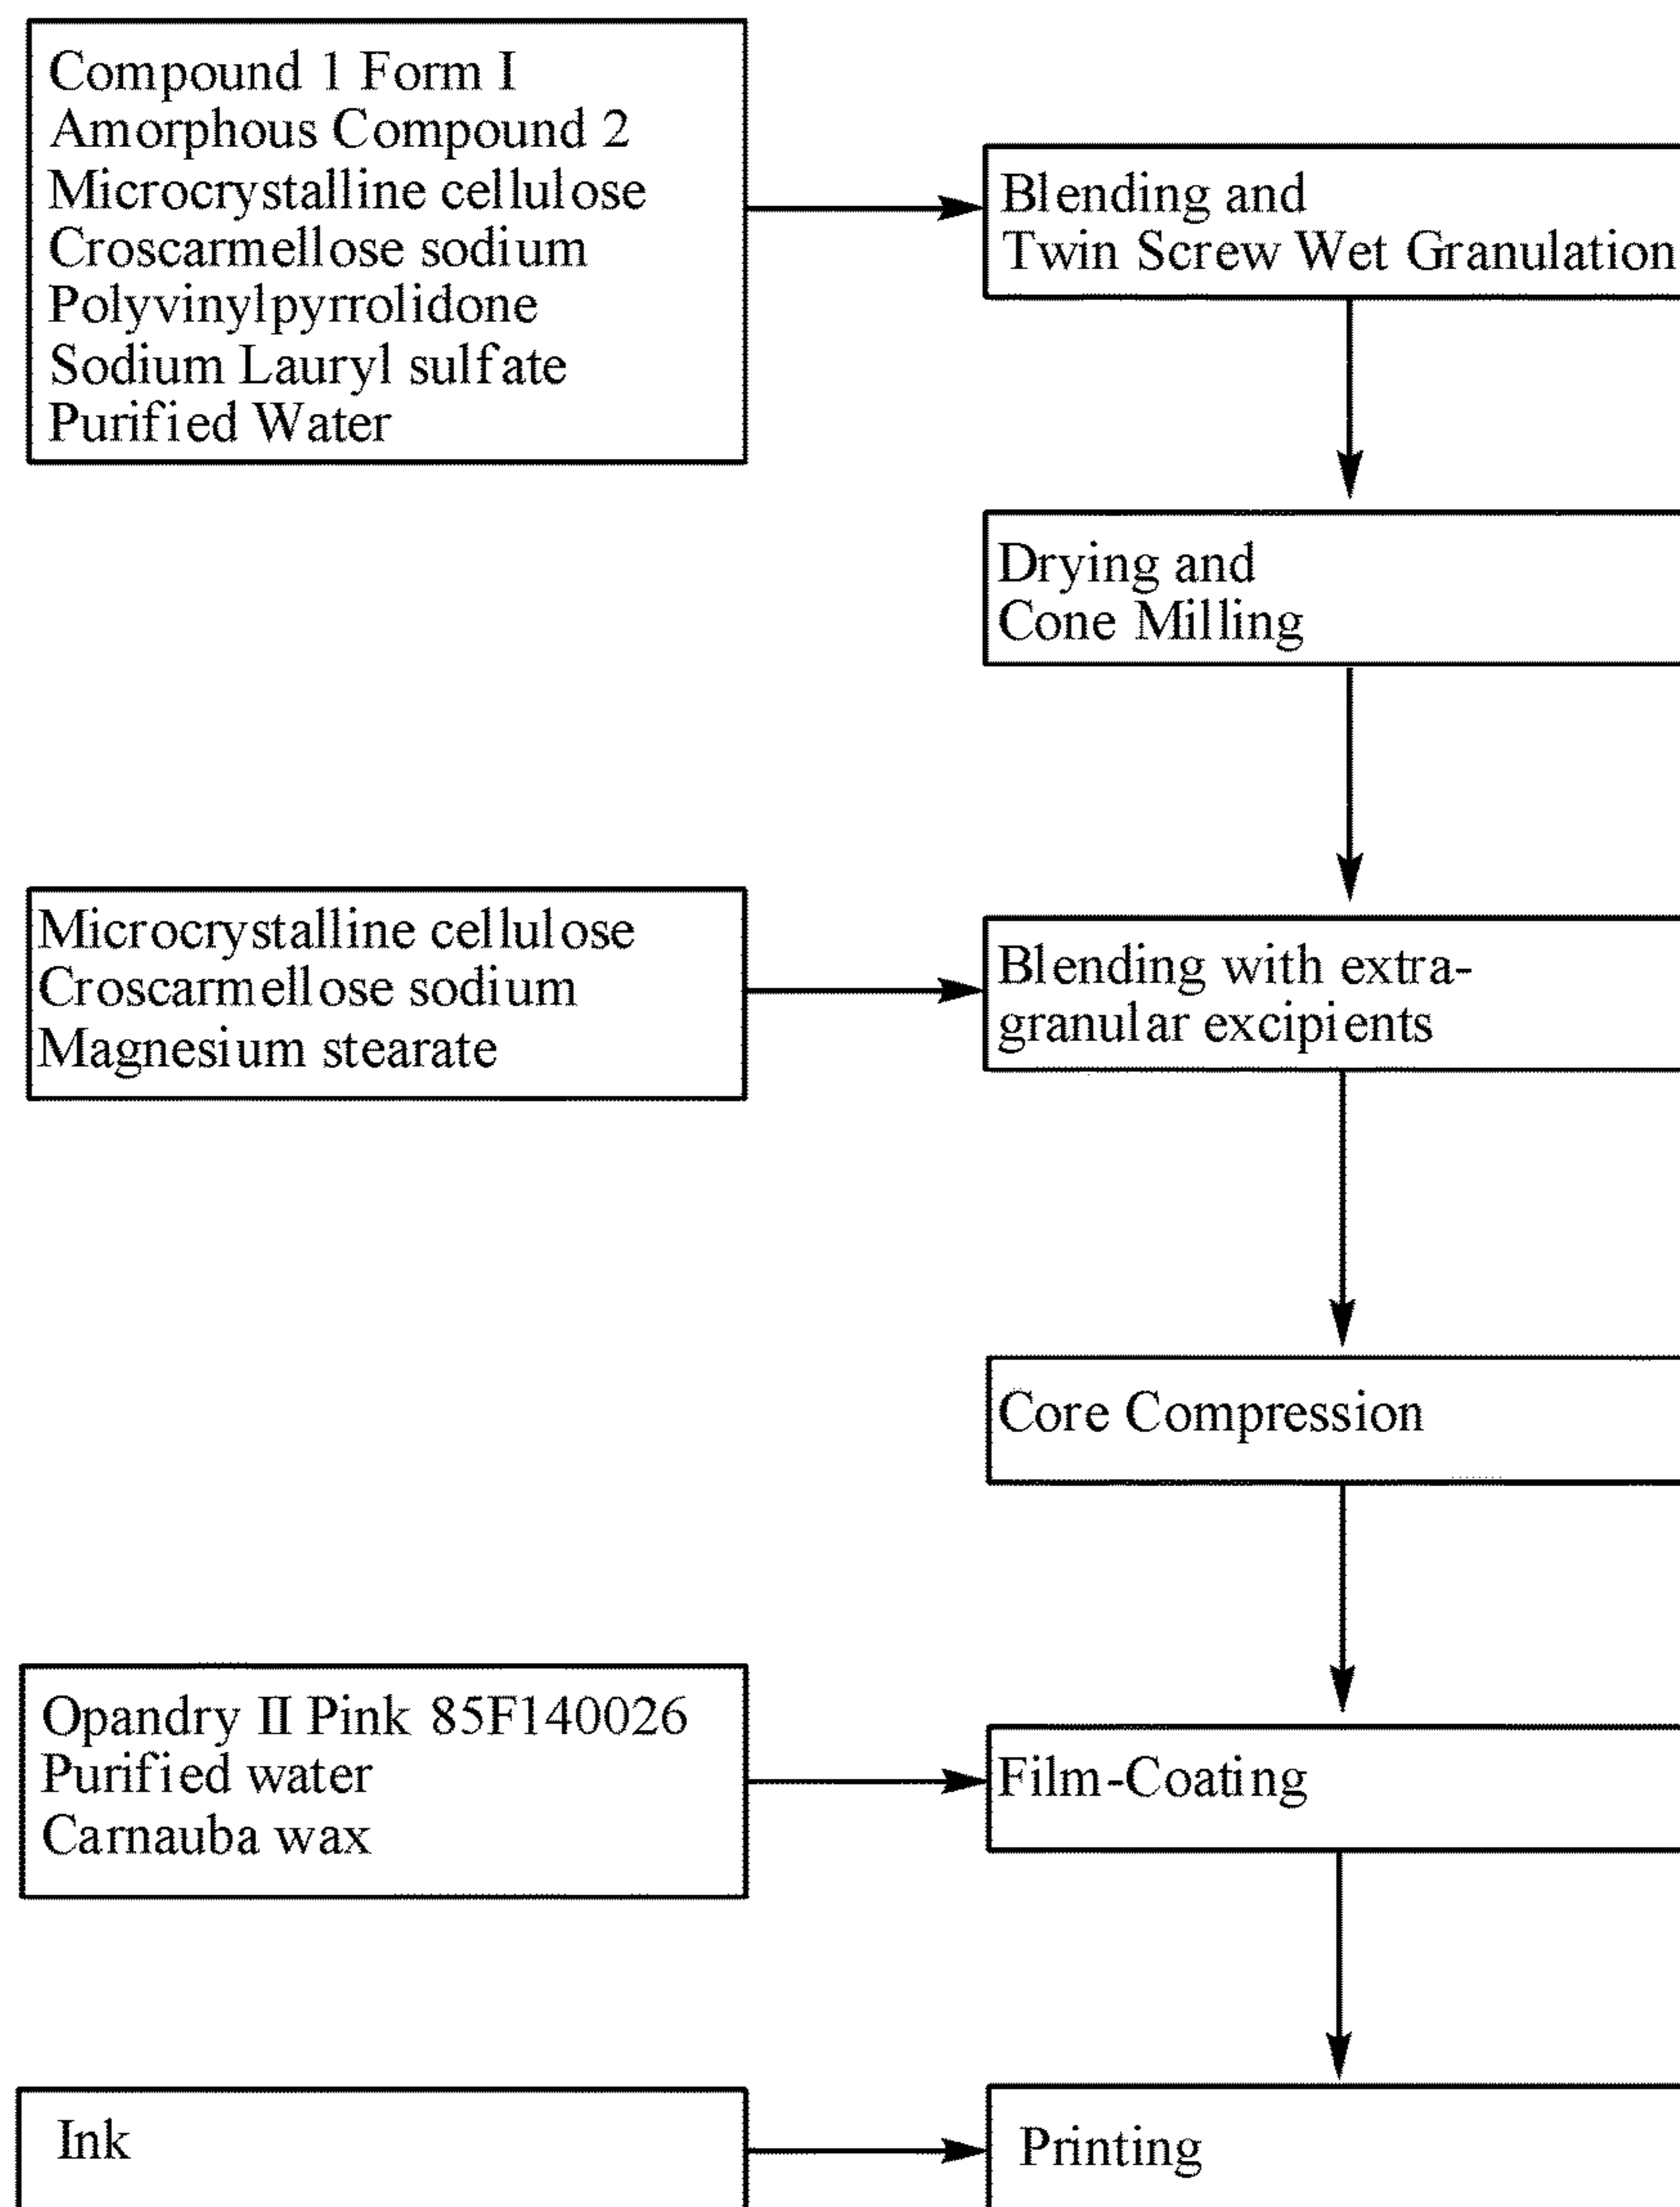 Compound 1 Form I
Amorphous Compound 2
Microcrystalline cellulose
Croscarmellose sodium
Polyvinylpyrrolidone
Sodium Lauryl sulfate
Purified Water
Blending and
Twin Screw Wet Granulation
Drying and
Cone Milling
Microcrystalline cellulose
Croscarmellose sodium
Magnesium stearate
Blending with extra-
granular excipients
Core Compression
Opandry II Pink 85F140026
Purified water
Carnauba wax
Film-Coating
Ink
Printing